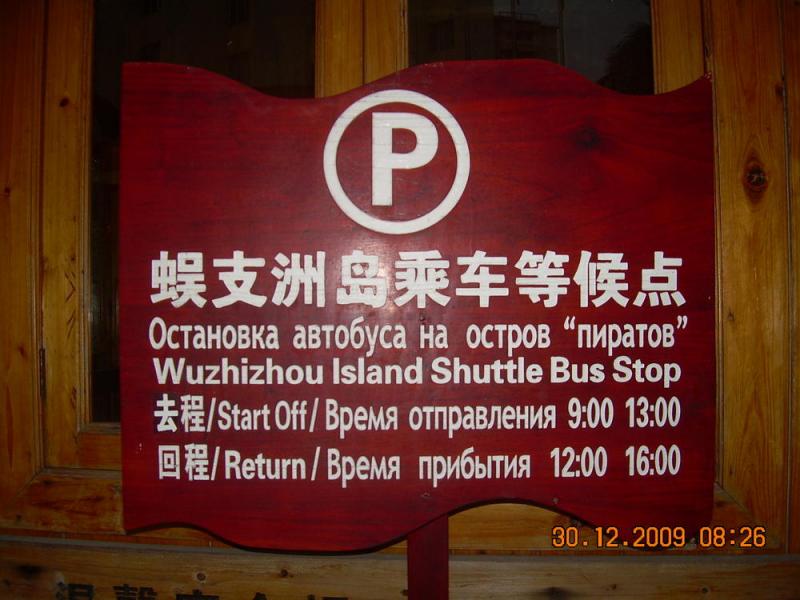 P
蜈支洲岛乘车等候点
Остановка автобуса на остров “пиратов”
Wuzhizhou Island Shuttle Bus Stop
去程/Start Off/ Время отправления 9:00 13:00
回程/Return/ Время прибытия 12:00 16:00
30.12.2009 08:26